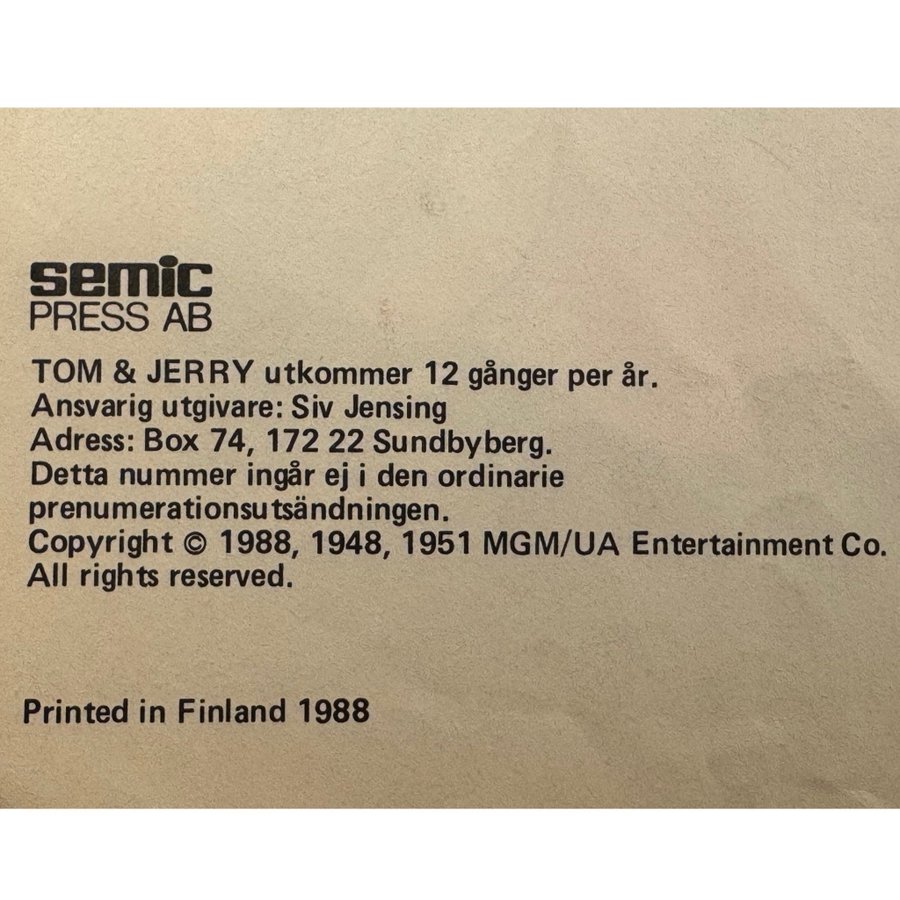 semic
PRESS AB
TOM & JERRY utkommer 12 gånger per år.
Ansvarig utgivare: Siv Jensing
Adress: Box 74, 172 22 Sundbyberg.
Detta nummer ingår ej i den ordinarie
prenumerationsutsändningen.
Copyright © 1988, 1948, 1951 MGM/UA Entertainment Co.
All rights reserved.
Printed in Finland 1988